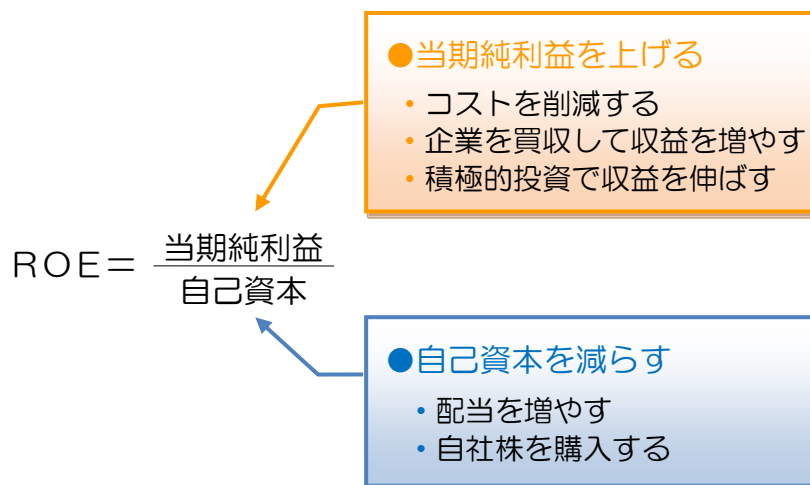 ●当期純利益を上げる
・コストを削減する
・企業を買収して収益を増やす
・積極的投資で収益を伸ばす
ROE＝ 当期純利益
自己資本
●自己資本を減らす
・配当を増やす
・自社株を購入する